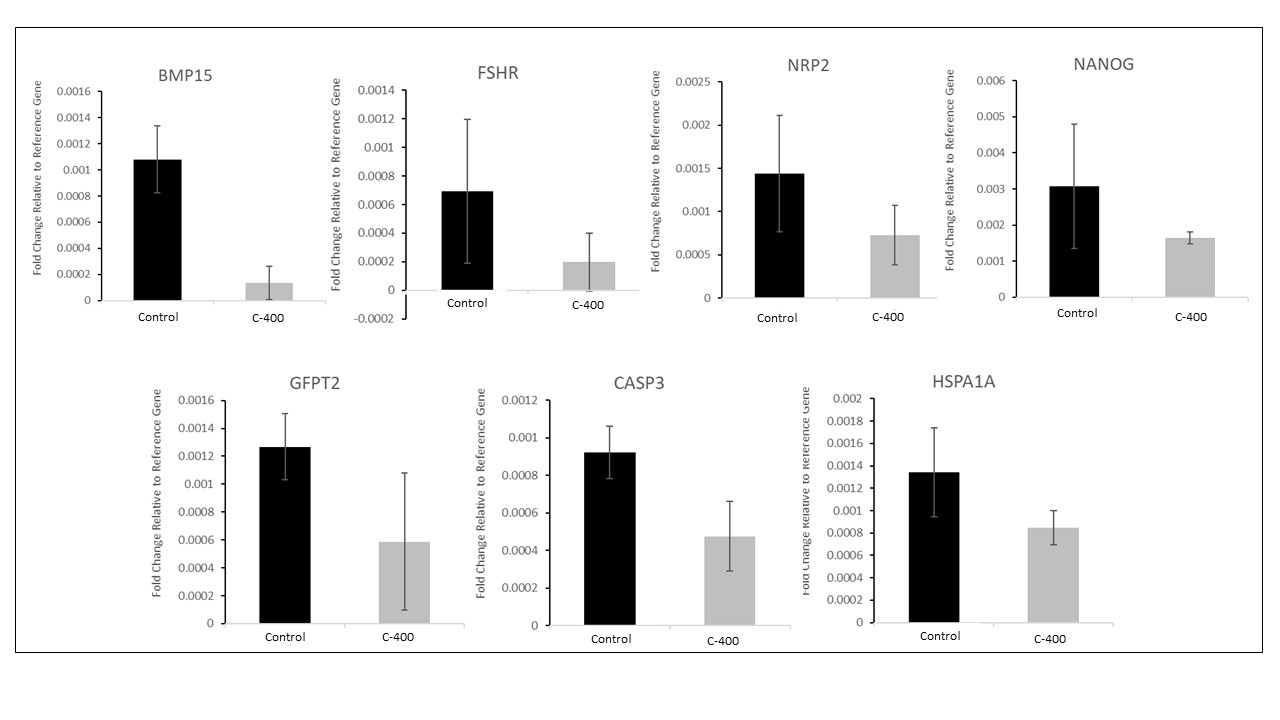 BMP15
Fold Change Relative to Reference Gene
0.0016
0.0014
0.0012
0.001
0.0008
0.0006
0.0004
0.0002
0
Control
C-400
FSHR
Fold Change Relative to Reference Gene
0.0014
0.0012
0.001
0.0008
0.0006
0.0004
0.0002
0
-0.0002
Control
C-400
NRP2
Fold Change Relative to Reference Gene
0.0025
0.002
0.0015
0.001
0.0005
0
Control
C-400
NANOG
Fold Change Relative to Reference Gene
0.006
0.005
0.004
0.003
0.002
0.001
0
Control
C-400
GFPT2
Fold Change Relative to Reference Gene
0.0016
0.0014
0.0012
0.001
0.0008
0.0006
0.0004
0.0002
0
Control
C-400
CASP3
Fold Change Relative to Reference Gene
0.0012
0.001
0.0008
0.0006
0.0004
0.0002
0
Control
C-400
HSPA1A
Fold Change Relative to Reference Gene
0.002
0.0018
0.0016
0.0014
0.0012
0.001
0.0008
0.0006
0.0004
0.0002
0
Control
C-400